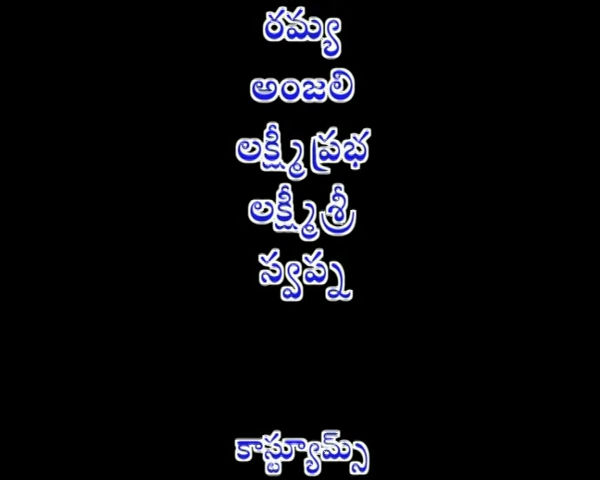 రమ్య
అంజలి
లక్ష్మీ ప్రభ
లక్ష్మీ శ్రీ
స్వప్న
కాస్ట్యూమ్స్